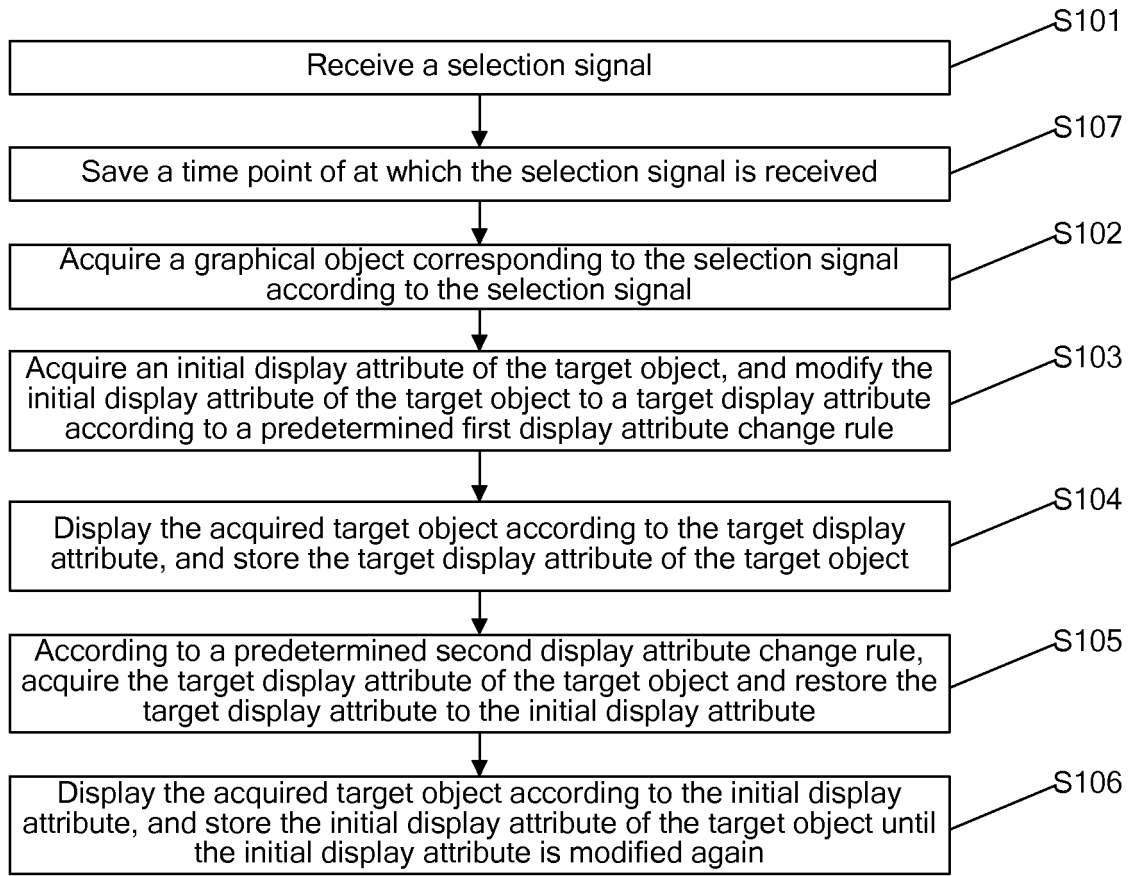 S101
Receive a selection signal
S107
Save a time point of at which the selection signal is received
S102
Acquire a graphical object corresponding to the selection signal
according to the selection signal
S103
Acquire an initial display attribute of the target object, and modify the
initial display attribute of the target object to a target display attribute
according to a predetermined first display attribute change rule
S104
Display the acquired target object according to the target display
attribute, and store the target display attribute of the target object
S105
According to a predetermined second display attribute change rule,
acquire the target display attribute of the target object and restore the
target display attribute to the initial display attribute
S106
Display the acquired target object according to the initial display
attribute, and store the initial display attribute of the target object until
the initial display attribute is modified again